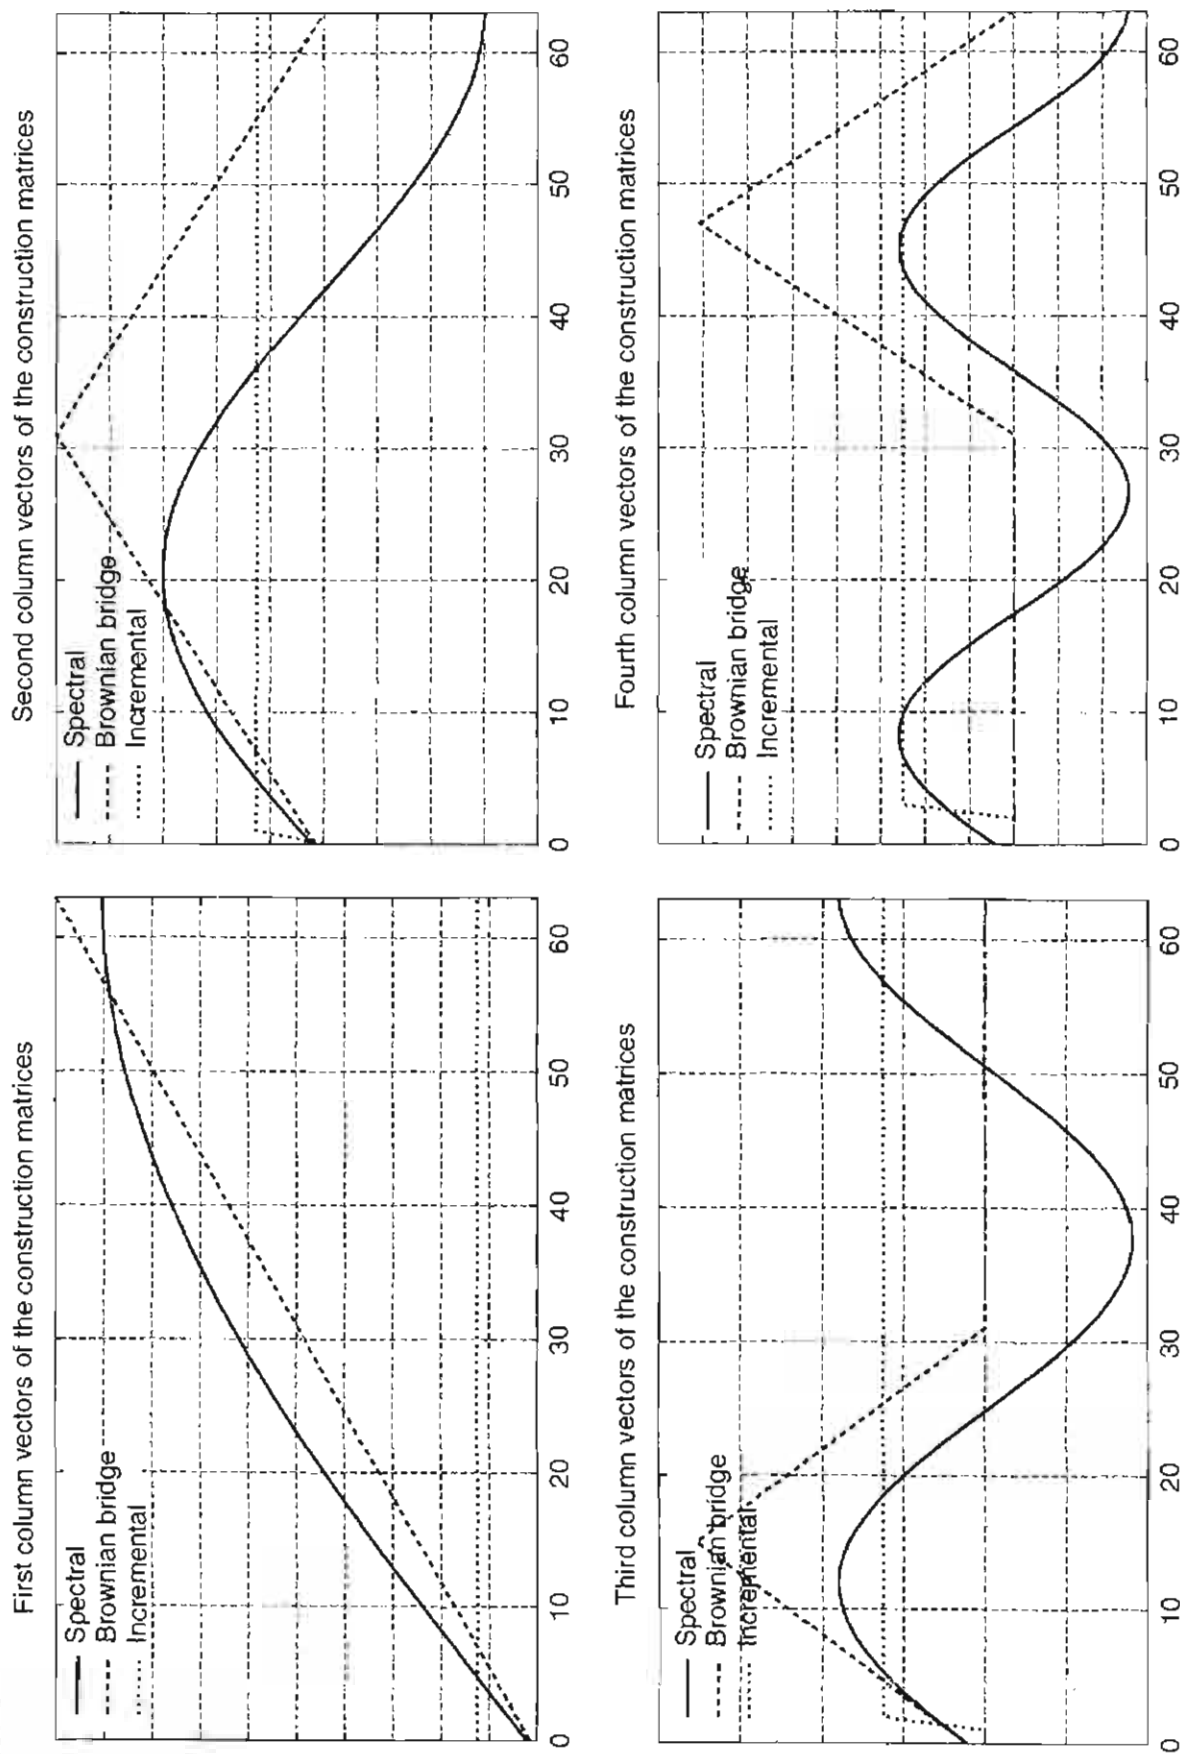 First column vectors of the construction matrices
Spectral
Brownian bridge
Incremental
0 10 20 30 40 50 60
Second column vectors of the construction matrices
Spectral
Brownian bridge
Incremental
0 10 20 30 40 50 60
Third column vectors of the construction matrices
Spectral
Brownian bridge
Incremental
0 10 20 30 40 50 60
Fourth column vectors of the construction matrices
Spectral
Brownian bridge
Incremental
0 10 20 30 40 50 60